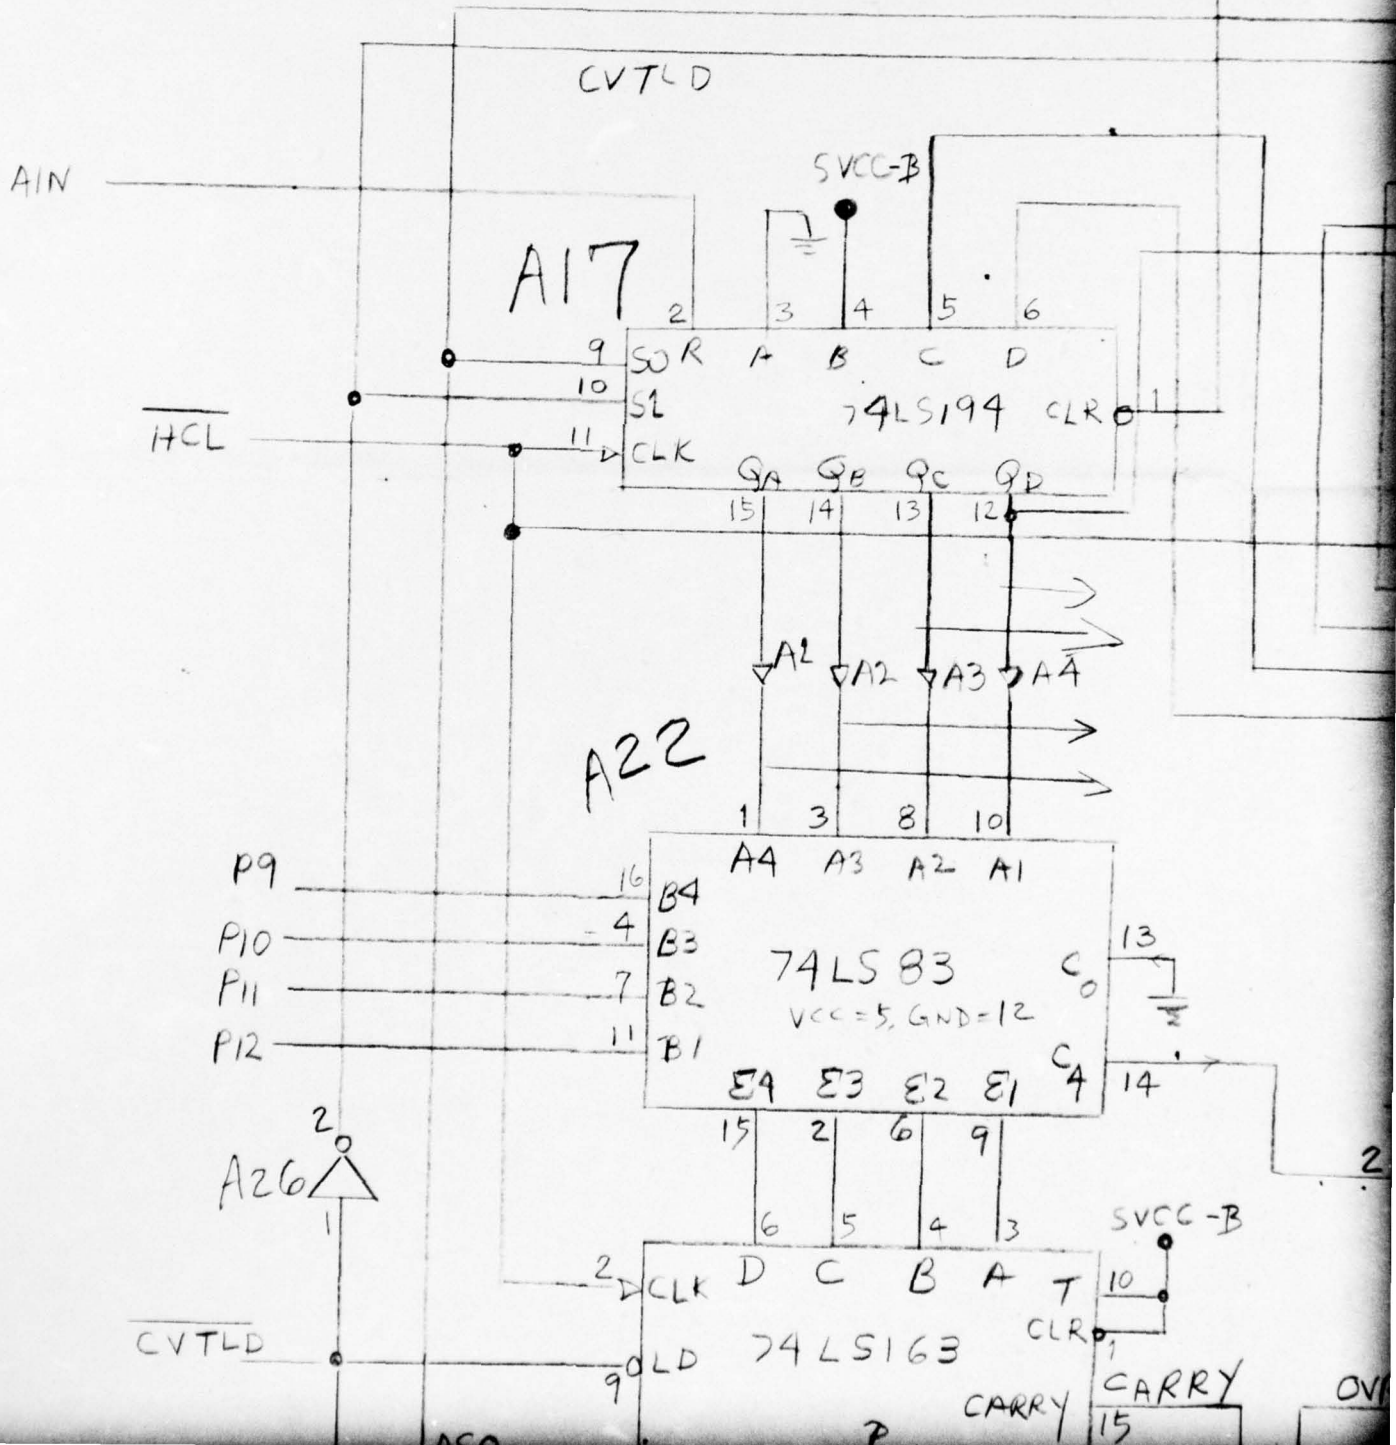 CVTLD
SVCC-B
AIN
A17
2 3 4 5 6
9 S0 R A B C D
10 S1
74LS194 CLR 1
HCL
11 CLK
QA QB QC QD
15 14 13 12
A1 A2 A3 A4
A22
1 3 8 10
A4 A3 A2 A1
P9 16 B4
P10 4 B3
13
74LS83 C0
P11 7 B2
VCC=5, GND=12
P12 11 B1
C4 14
Σ4 Σ3 Σ2 Σ1
15 2 6 9
2
A26
1
2
6 5 4 3
SVCC-B
2 CLK D C B A T 10
CLR 1
CVTLD
9 LD 74LS163
CARRY CARRY
15
P